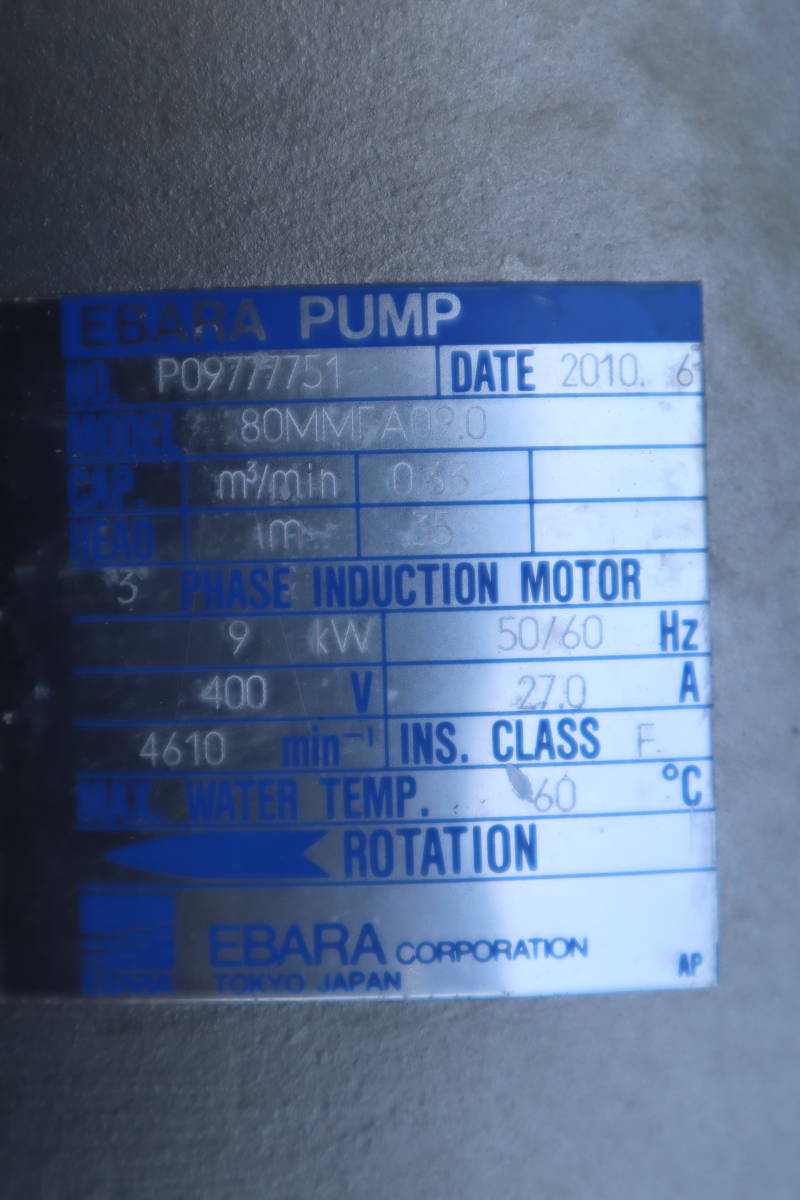 EBARA PUMP
NO. P09777751 DATE 2010. 6
MODEL
CAP. m³/min 0.63
HEAD m 35
3 PHASE INDUCTION MOTOR
9 kW 50/60 Hz
400 V 27.0 A
4610 min⁻¹ INS. CLASS F
MAX. WATER TEMP. 60 °C
ROTATION
EBARA
EBARA CORPORATION
TOKYO JAPAN
AP